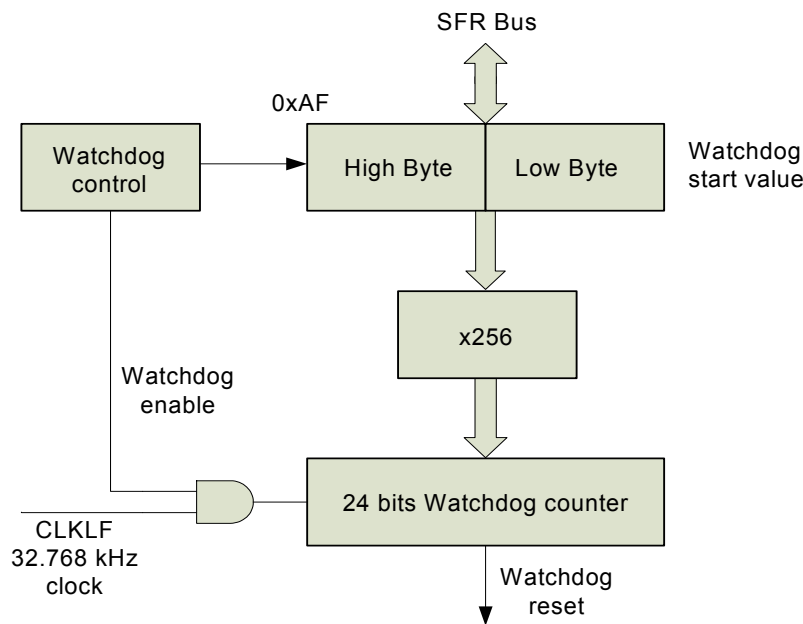 SFR Bus
0xAF
Watchdog
control
High Byte
Low Byte
Watchdog
start value
x256
Watchdog
enable
24 bits Watchdog counter
CLKLF
32.768 kHz
clock
Watchdog
reset